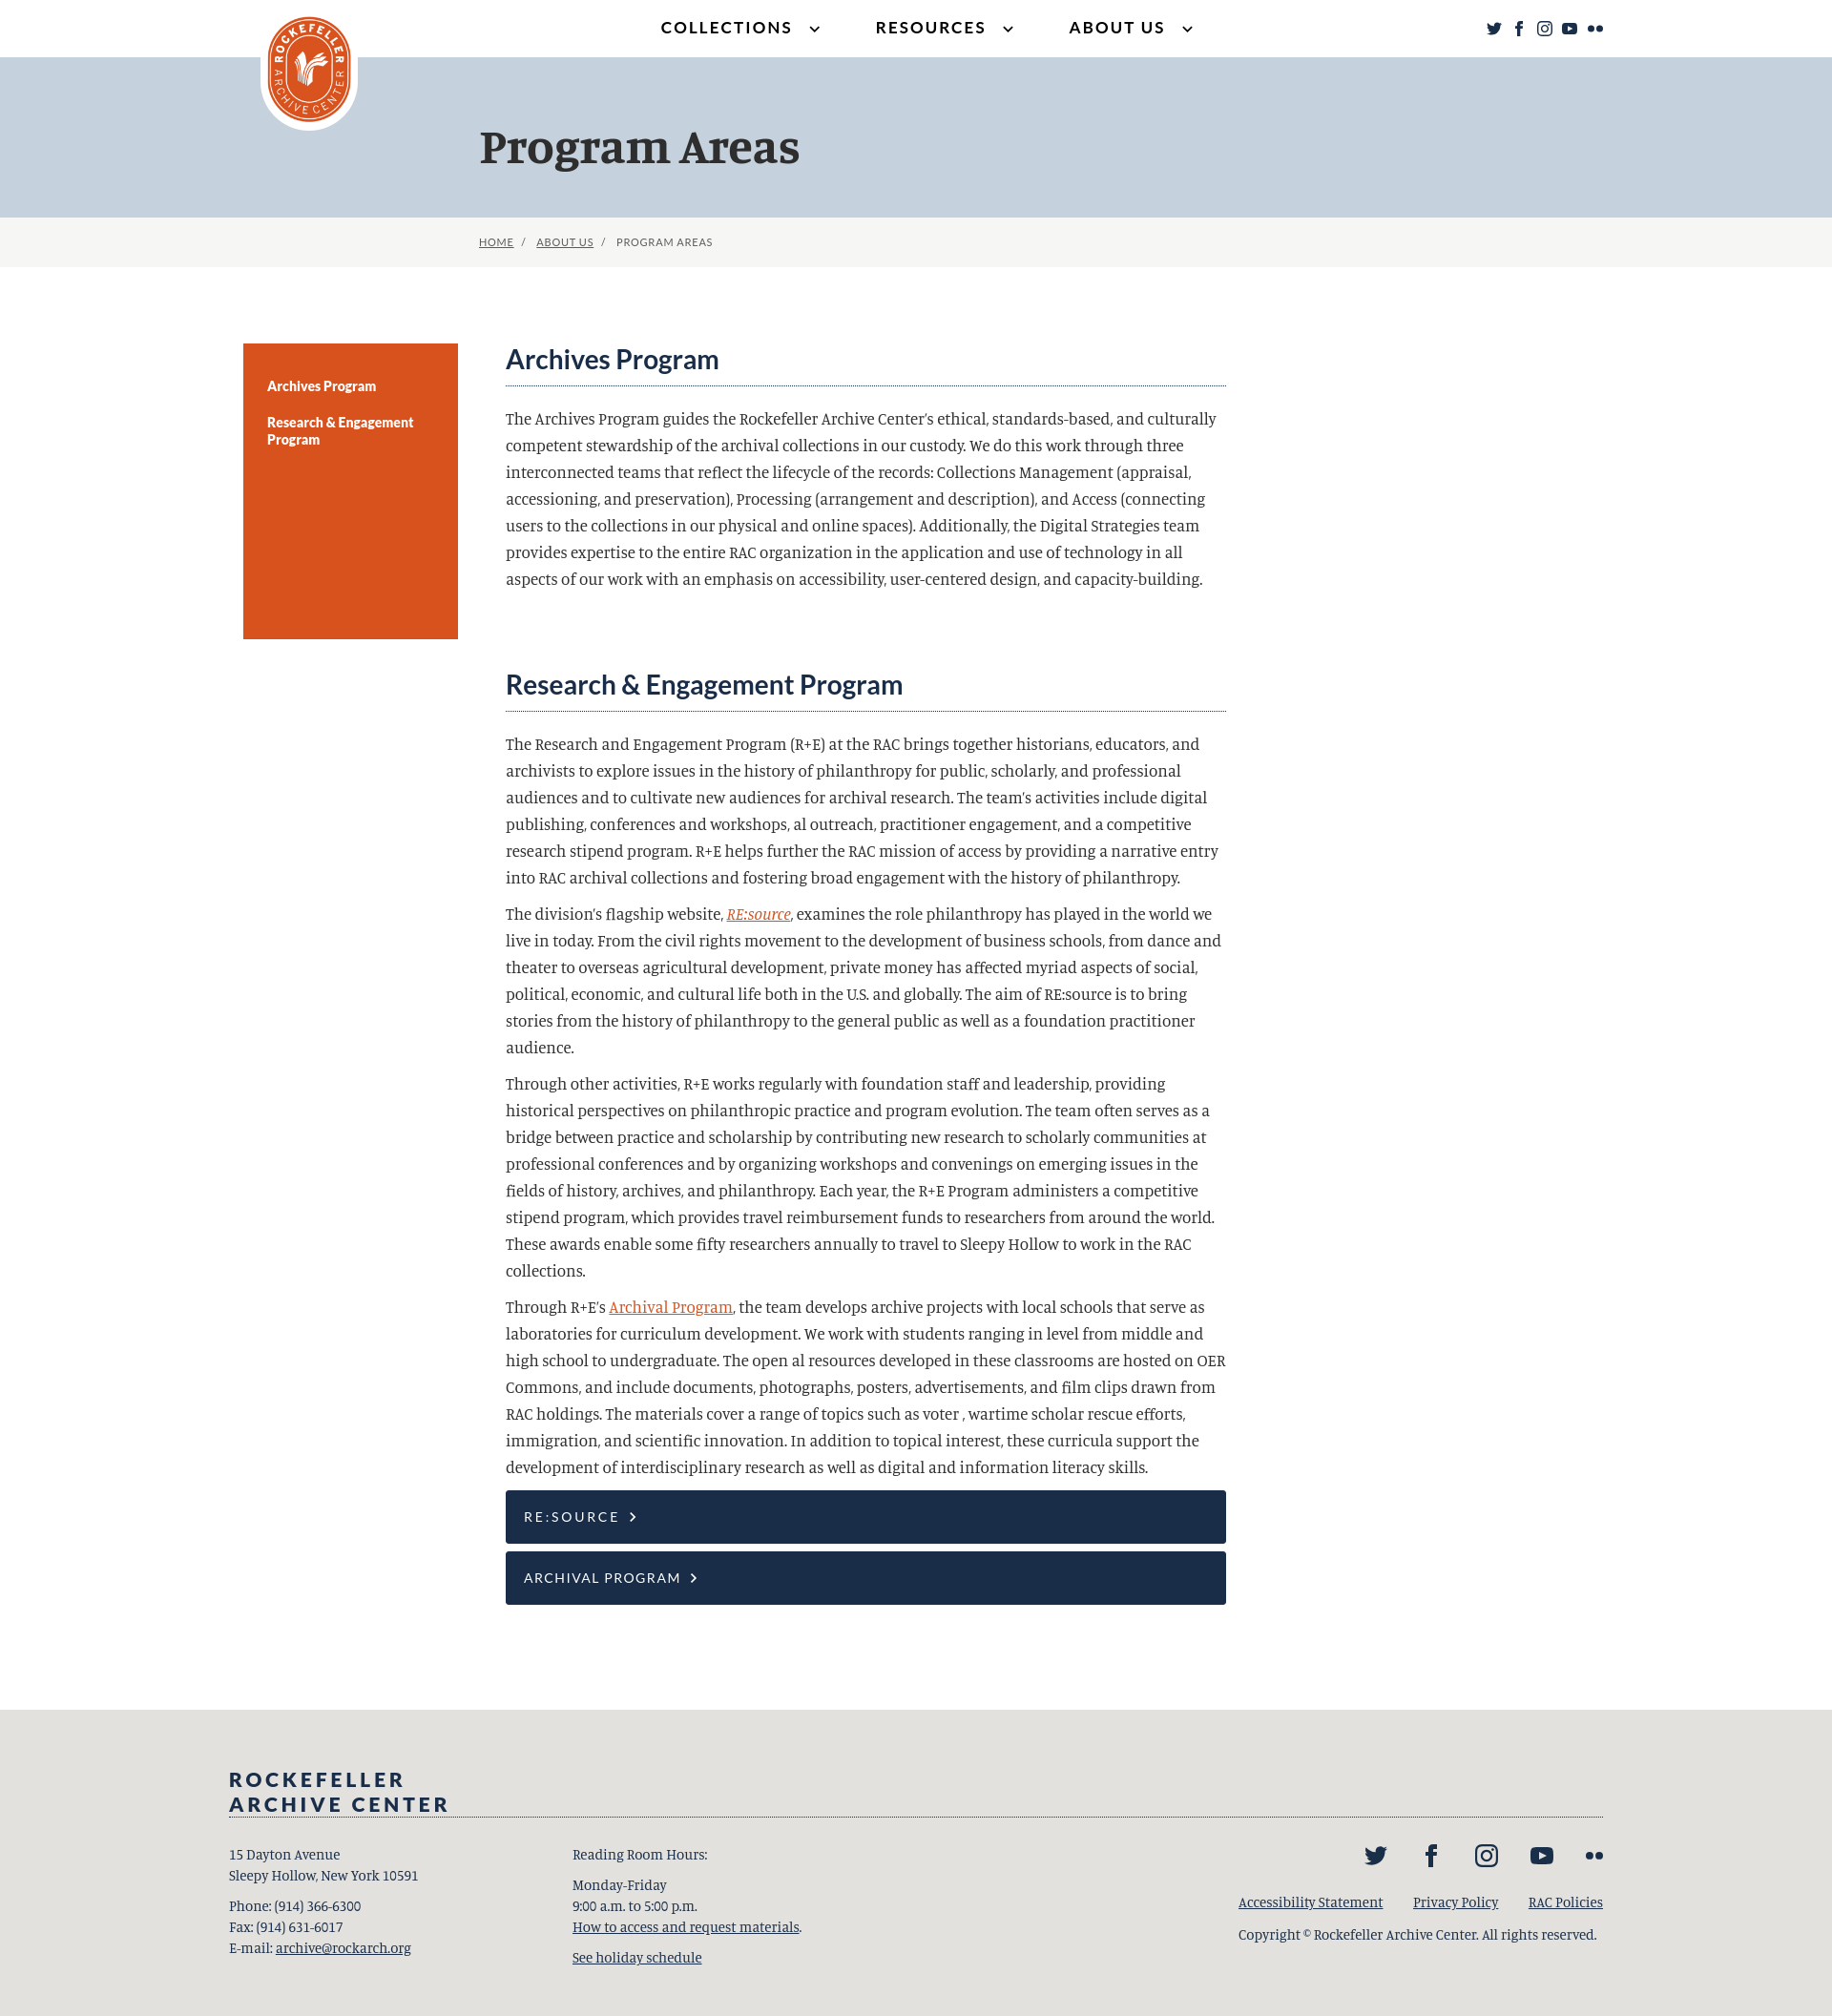 ROCKEFELLER
ARCHIVE CENTER
COLLECTIONS
RESOURCES
ABOUT US
Program Areas
HOME / ABOUT US / PROGRAM AREAS
Archives Program
Research & Engagement
Program
Archives Program
The Archives Program guides the Rockefeller Archive Center's ethical, standards-based, and culturally
competent stewardship of the archival collections in our custody. We do this work through three
interconnected teams that reflect the lifecycle of the records: Collections Management (appraisal,
accessioning, and preservation), Processing (arrangement and description), and Access (connecting
users to the collections in our physical and online spaces). Additionally, the Digital Strategies team
provides expertise to the entire RAC organization in the application and use of technology in all
aspects of our work with an emphasis on accessibility, user-centered design, and capacity-building.
Research & Engagement Program
The Research and Engagement Program (R+E) at the RAC brings together historians, educators, and
archivists to explore issues in the history of philanthropy for public, scholarly, and professional
audiences and to cultivate new audiences for archival research. The team's activities include digital
publishing, conferences and workshops, al outreach, practitioner engagement, and a competitive
research stipend program. R+E helps further the RAC mission of access by providing a narrative entry
into RAC archival collections and fostering broad engagement with the history of philanthropy.
The division's flagship website, RE:source, examines the role philanthropy has played in the world we
live in today. From the civil rights movement to the development of business schools, from dance and
theater to overseas agricultural development, private money has affected myriad aspects of social,
political, economic, and cultural life both in the U.S. and globally. The aim of RE:source is to bring
stories from the history of philanthropy to the general public as well as a foundation practitioner
audience.
Through other activities, R+E works regularly with foundation staff and leadership, providing
historical perspectives on philanthropic practice and program evolution. The team often serves as a
bridge between practice and scholarship by contributing new research to scholarly communities at
professional conferences and by organizing workshops and convenings on emerging issues in the
fields of history, archives, and philanthropy. Each year, the R+E Program administers a competitive
stipend program, which provides travel reimbursement funds to researchers from around the world.
These awards enable some fifty researchers annually to travel to Sleepy Hollow to work in the RAC
collections.
Through R+E's Archival Program, the team develops archive projects with local schools that serve as
laboratories for curriculum development. We work with students ranging in level from middle and
high school to undergraduate. The open al resources developed in these classrooms are hosted on OER
Commons, and include documents, photographs, posters, advertisements, and film clips drawn from
RAC holdings. The materials cover a range of topics such as voter , wartime scholar rescue efforts,
immigration, and scientific innovation. In addition to topical interest, these curricula support the
development of interdisciplinary research as well as digital and information literacy skills.
RE:SOURCE
ARCHIVAL PROGRAM
ROCKEFELLER
ARCHIVE CENTER
15 Dayton Avenue
Sleepy Hollow, New York 10591
Phone: (914) 366-6300
Fax: (914) 631-6017
E-mail: archive@rockarch.org
Reading Room Hours:
Monday-Friday
9:00 a.m. to 5:00 p.m.
How to access and request materials.
See holiday schedule
Accessibility Statement
Privacy Policy
RAC Policies
Copyright © Rockefeller Archive Center. All rights reserved.